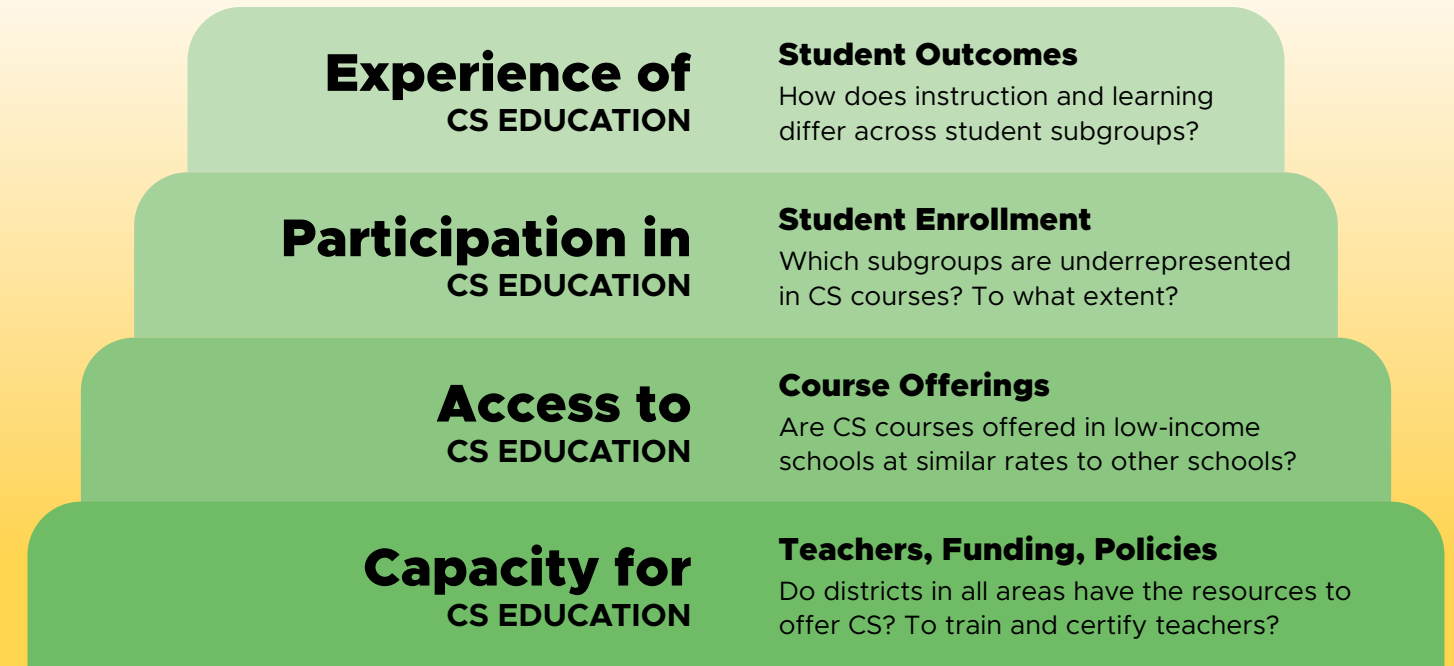 Experience of
CS EDUCATION
Student Outcomes
How does instruction and learning
differ across student subgroups?
Participation in
CS EDUCATION
Student Enrollment
Which subgroups are underrepresented
in CS courses? To what extent?
Access to
CS EDUCATION
Course Offerings
Are CS courses offered in low-income
schools at similar rates to other schools?
Capacity for
CS EDUCATION
Teachers, Funding, Policies
Do districts in all areas have the resources to
offer CS? To train and certify teachers?